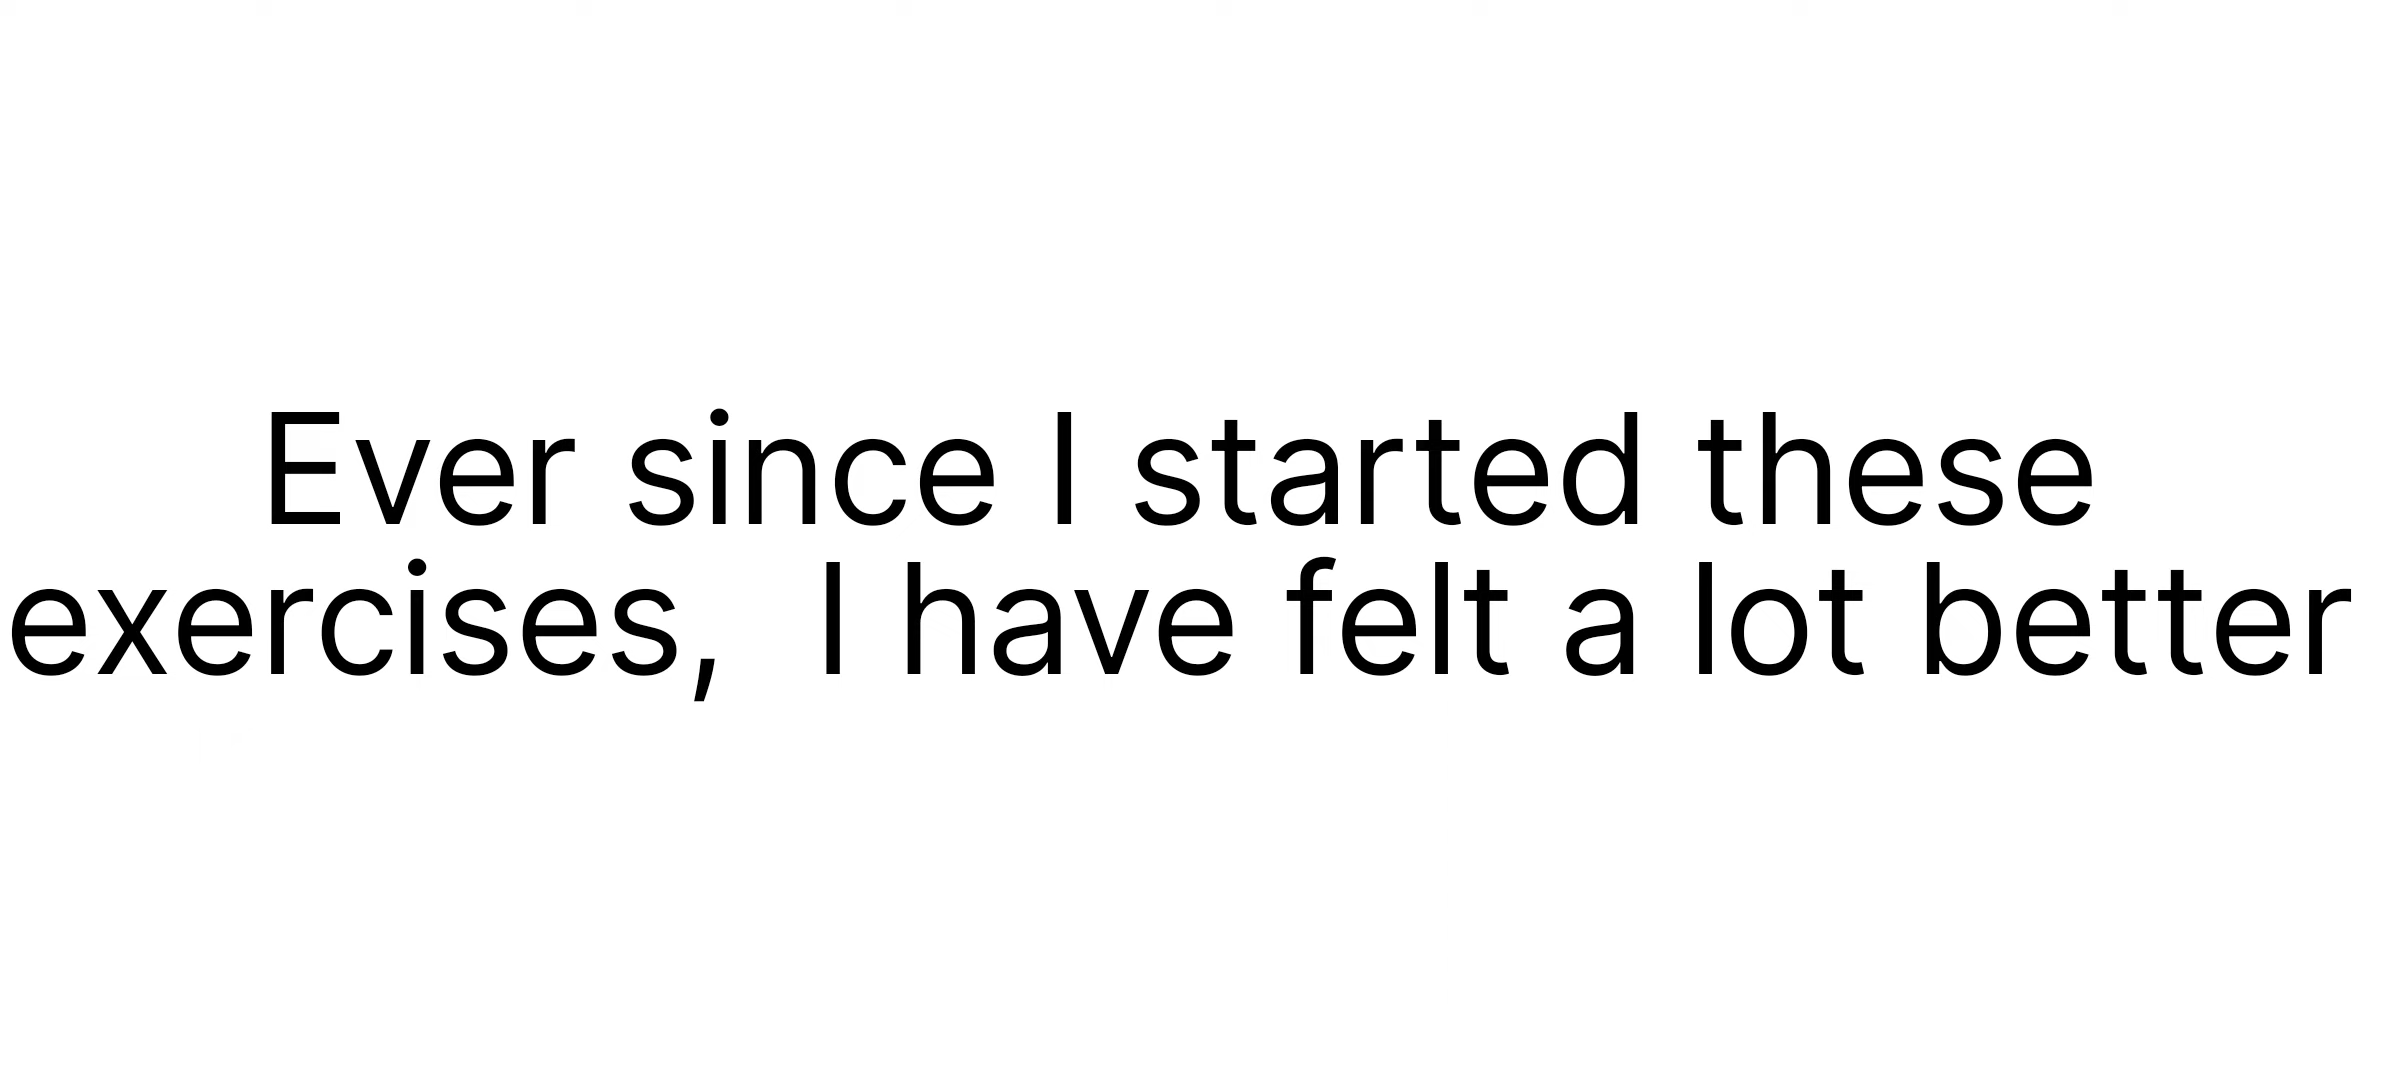 Ever since I started these
exercises,  I have felt a lot better